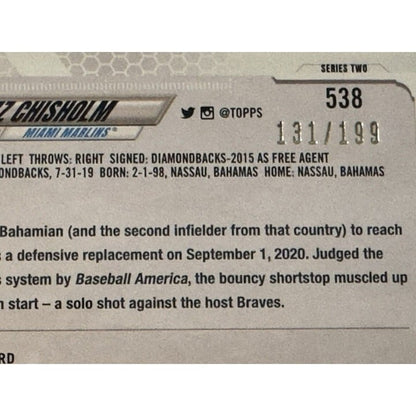 SERIES TWO
538
Z CHISHOLM
@TOPPS
131/199
MIAMI MARLINS®
LEFT THROWS: RIGHT SIGNED: DIAMONDBACKS-2015 AS FREE AGENT
ONDBACKS, 7-31-19 BORN: 2-1-98, NASSAU, BAHAMAS HOME: NASSAU, BAHAMAS
Bahamian (and the second infielder from that country) to reach
s a defensive replacement on September 1, 2020. Judged the
s system by Baseball America, the bouncy shortstop muscled up
n start – a solo shot against the host Braves.
RD